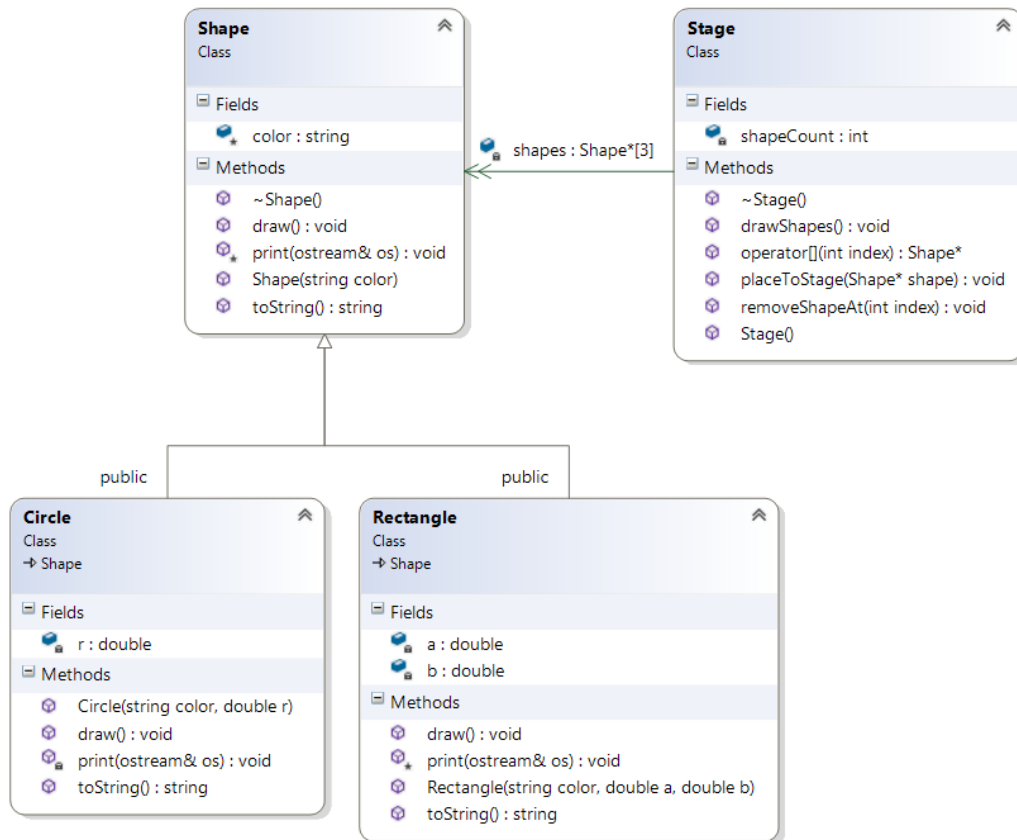 Shape
Class
Fields
color : string
Methods
~Shape()
draw() : void
print(ostream& os) : void
Shape(string color)
toString() : string
shapes : Shape*[3]
Stage
Class
Fields
shapeCount : int
Methods
~Stage()
drawShapes() : void
operator[](int index) : Shape*
placeToStage(Shape* shape) : void
removeShapeAt(int index) : void
Stage()
public
public
Circle
Class
Shape
Fields
r : double
Methods
Circle(string color, double r)
draw() : void
print(ostream& os) : void
toString() : string
Rectangle
Class
Shape
Fields
a : double
b : double
Methods
draw() : void
print(ostream& os) : void
Rectangle(string color, double a, double b)
toString() : string